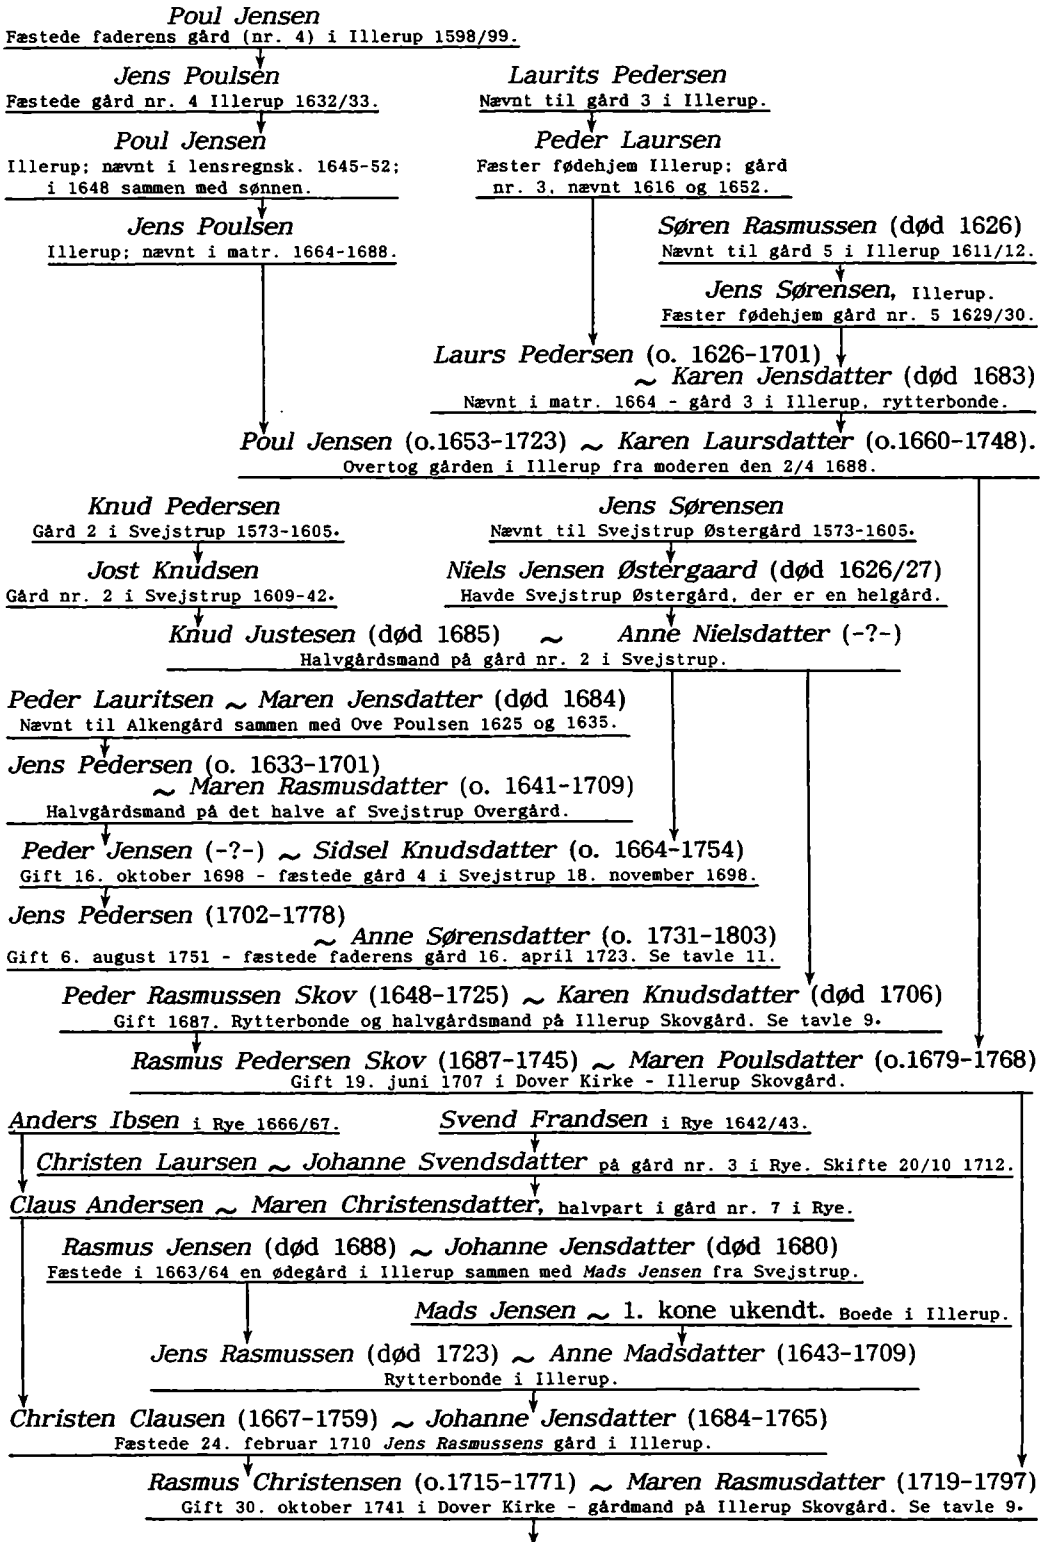 Poul Jensen
Fæstede faderens gård (nr. 4) i Illerup 1598/99.
Jens Poulsen
Fæstede gård nr. 4 Illerup 1632/33.
Laurits Pedersen
Nævnt til gård 3 i Illerup.
Poul Jensen
Illerup; nævnt i lensregnsk. 1645-52;
i 1648 sammen med sønnen.
Peder Laursen
Fæster fødehjem Illerup; gård
nr. 3, nævnt 1616 og 1652.
Jens Poulsen
Illerup; nævnt i matr. 1664-1688.
Søren Rasmussen (død 1626)
Nævnt til gård 5 i Illerup 1611/12.
Jens Sørensen, Illerup.
Fæster fødehjem gård nr. 5 1629/30.
Laurs Pedersen (o. 1626-1701)
~ Karen Jensdatter (død 1683)
Nævnt i matr. 1664 - gård 3 i Illerup, rytterbonde.
Poul Jensen (o.1653-1723) ~ Karen Laursdatter (o.1660-1748).
Overtog gården i Illerup fra moderen den 2/4 1688.
Knud Pedersen
Gård 2 i Svejstrup 1573-1605.
Jens Sørensen
Nævnt til Svejstrup Østergård 1573-1605.
Jost Knudsen
Gård nr. 2 i Svejstrup 1609-42.
Niels Jensen Østergaard (død 1626/27)
Havde Svejstrup Østergård, der er en helgård.
Knud Justesen (død 1685) ~ Anne Nielsdatter (-?-)
Halvgårdsmand på gård nr. 2 i Svejstrup.
Peder Lauritsen ~ Maren Jensdatter (død 1684)
Nævnt til Alkengård sammen med Ove Poulsen 1625 og 1635.
Jens Pedersen (o. 1633-1701)
~ Maren Rasmusdatter (o. 1641-1709)
Halvgårdsmand på det halve af Svejstrup Overgård.
Peder Jensen (-?-) ~ Sidsel Knudsdatter (o. 1664-1754)
Gift 16. oktober 1698 - fæstede gård 4 i Svejstrup 18. november 1698.
Jens Pedersen (1702-1778)
~ Anne Sørensdatter (o. 1731-1803)
Gift 6. august 1751 - fæstede faderens gård 16. april 1723. Se tavle 11.
Peder Rasmussen Skov (1648-1725) ~ Karen Knudsdatter (død 1706)
Gift 1687. Rytterbonde og halvgårdsmand på Illerup Skovgård. Se tavle 9.
Rasmus Pedersen Skov (1687-1745) ~ Maren Poulsdatter (o.1679-1768)
Gift 19. juni 1707 i Dover Kirke - Illerup Skovgård.
Anders Ibsen i Rye 1666/67.
Svend Frandsen i Rye 1642/43.
Christen Laursen ~ Johanne Svendsdatter på gård nr. 3 i Rye. Skifte 20/10 1712.
Claus Andersen ~ Maren Christensdatter, halvpart i gård nr. 7 i Rye.
Rasmus Jensen (død 1688) ~ Johanne Jensdatter (død 1680)
Fæstede i 1663/64 en ødegård i Illerup sammen med Mads Jensen fra Svejstrup.
Mads Jensen ~ 1. kone ukendt. Boede i Illerup.
Jens Rasmussen (død 1723) ~ Anne Madsdatter (1643-1709)
Rytterbonde i Illerup.
Christen Clausen (1667-1759) ~ Johanne Jensdatter (1684-1765)
Fæstede 24. februar 1710 Jens Rasmussens gård i Illerup.
Rasmus Christensen (o.1715-1771) ~ Maren Rasmusdatter (1719-1797)
Gift 30. oktober 1741 i Dover Kirke - gårdmand på Illerup Skovgård. Se tavle 9.